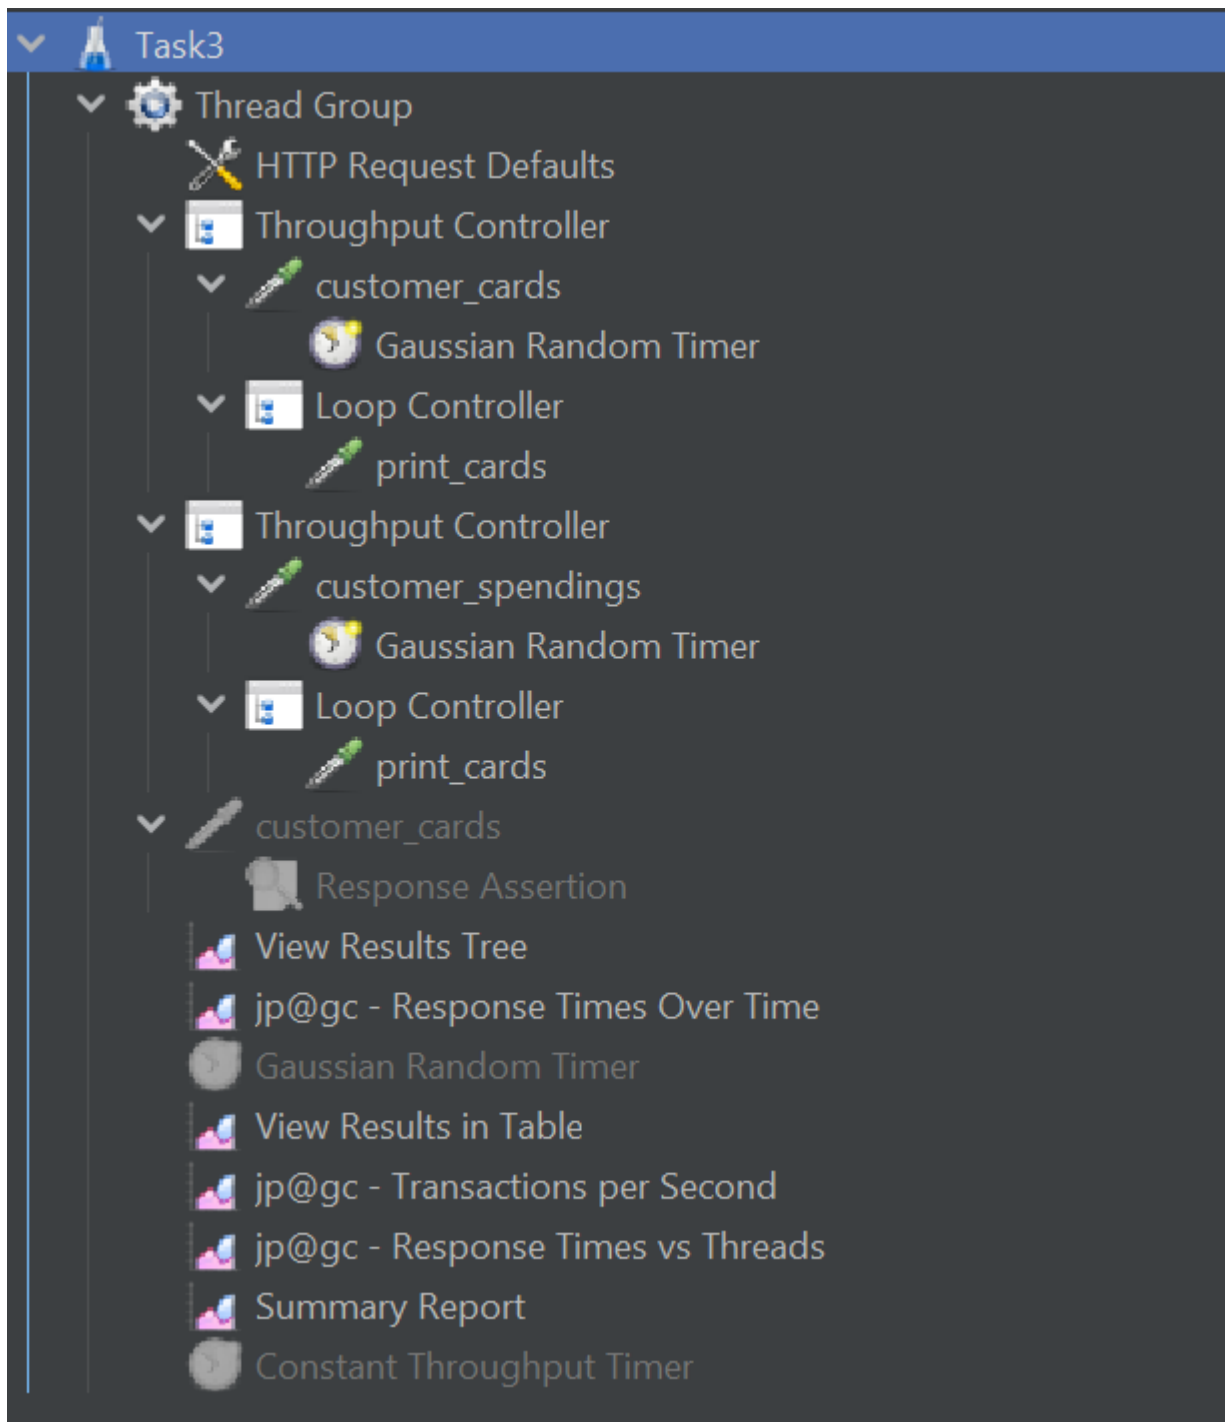 Task3
Thread Group
HTTP Request Defaults
Throughput Controller
customer_cards
Gaussian Random Timer
Loop Controller
print_cards
Throughput Controller
customer_spendings
Gaussian Random Timer
Loop Controller
print_cards
customer_cards
Response Assertion
View Results Tree
jp@gc - Response Times Over Time
Gaussian Random Timer
View Results in Table
jp@gc - Transactions per Second
jp@gc - Response Times vs Threads
Summary Report
Constant Throughput Timer